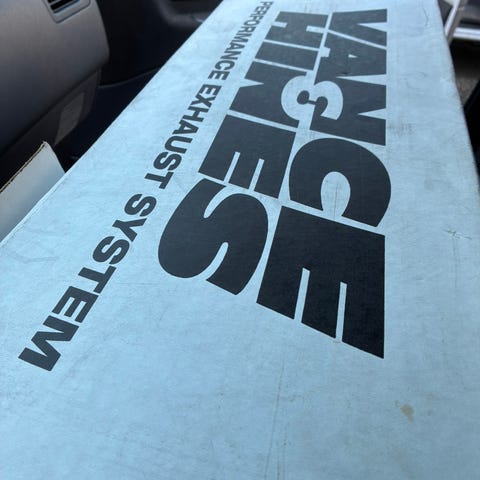 VANCE
& HINES
PERFORMANCE EXHAUST SYSTEM